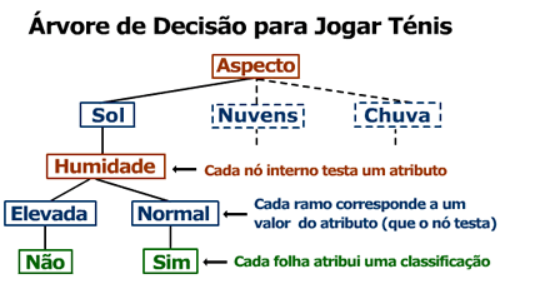 Árvore de Decisão para Jogar Ténis
Aspecto
Sol
Nuvens
Chuva
Humidade
Cada nó interno testa um atributo
Elevada
Normal
Cada ramo corresponde a um
valor do atributo (que o nó testa)
Não
Sim
Cada folha atribui uma classificação